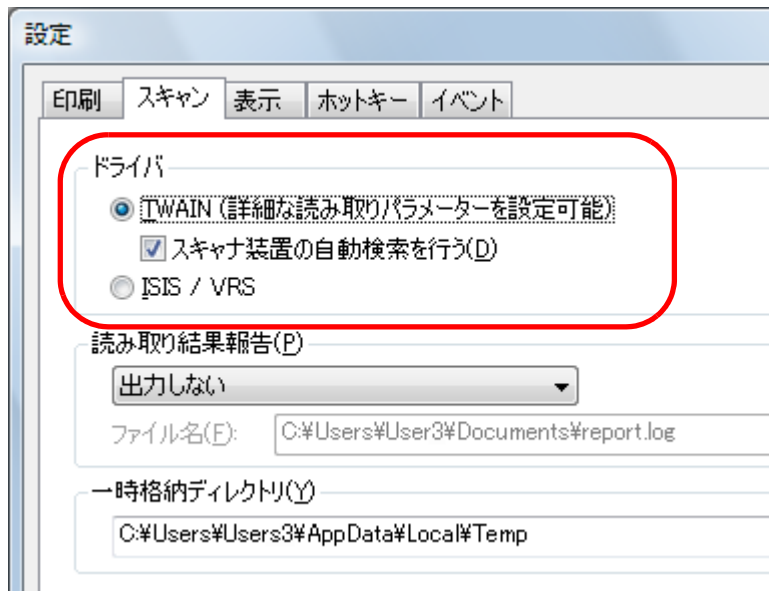 設定
印刷 スキャン 表示 ホットキー イベント
ドライバ
TWAIN (詳細な読み取りパラメーターを設定可能)
スキャナ装置の自動検索を行う(D)
ISIS / VRS
読み取り結果報告(P)
出力しない
ファイル名(F): C:¥Users¥User3¥Documents¥report.log
一時格納ディレクトリ(Y)
C:¥Users¥Users3¥AppData¥Local¥Temp